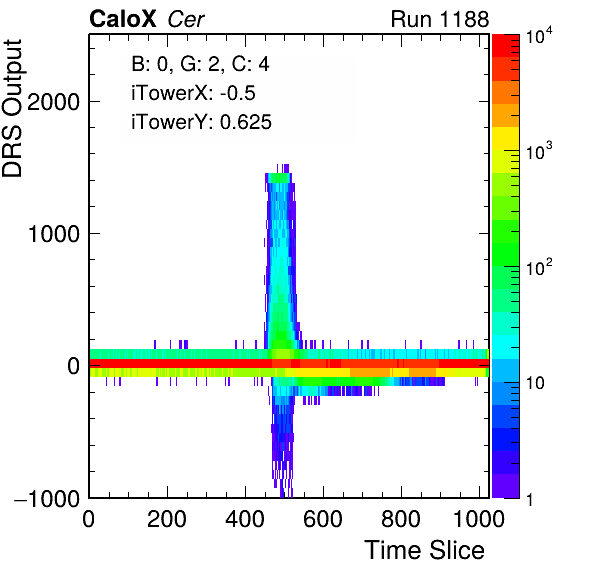 CaloX Cer Run 1188
B: 0, G: 2, C: 4
iTowerX: -0.5
iTowerY: 0.625
DRS Output
2000
1000
0
−1000
0 200 400 600 800 1000
Time Slice
10^4
10^3
10^2
10
1